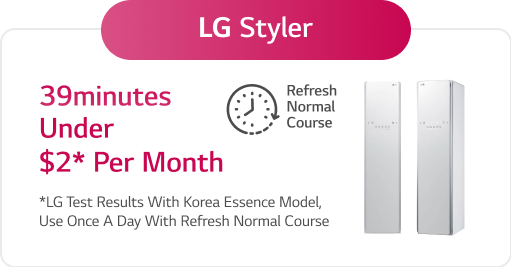 LG Styler
39minutes
Under
$2* Per Month
Refresh
Normal
Course
*LG Test Results With Korea Essence Model,
Use Once A Day With Refresh Normal Course